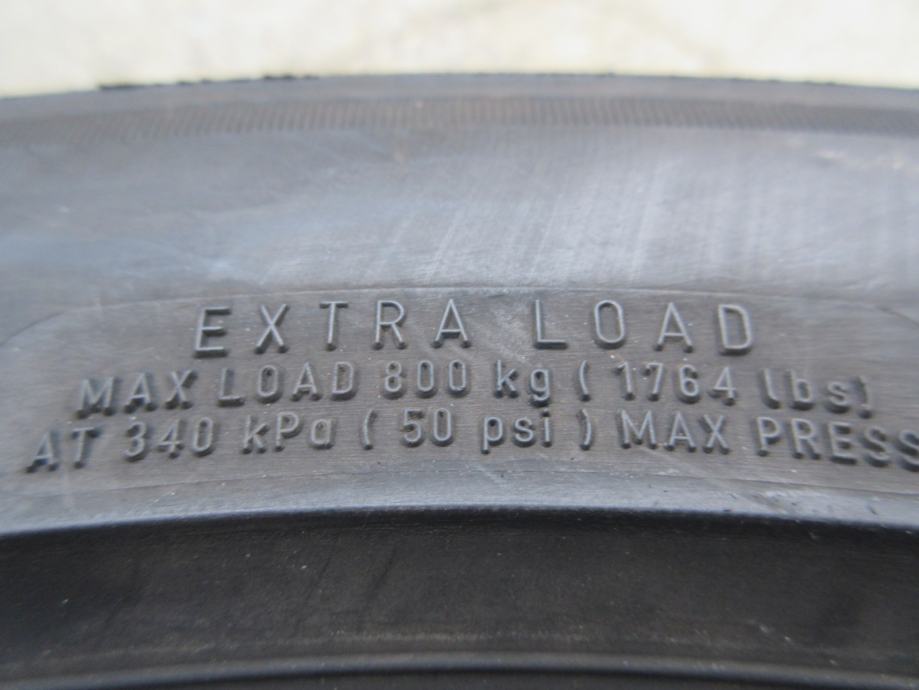 EXTRA LOAD
MAX LOAD 800 kg ( 1764 lbs)
AT 340 kPa ( 50 psi ) MAX PRESS